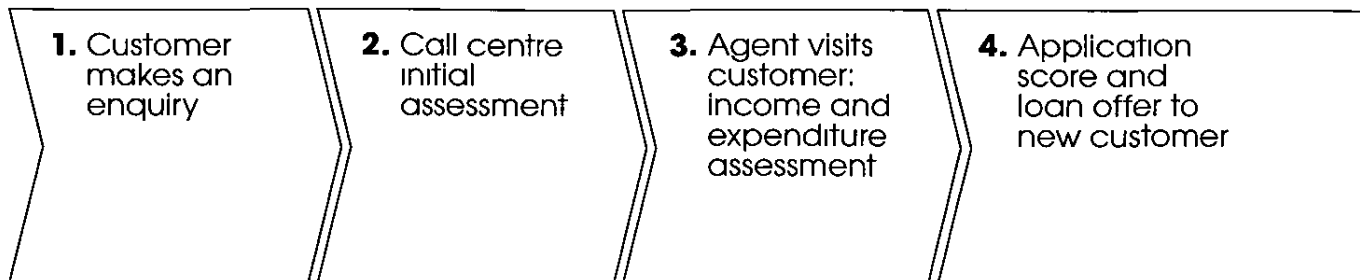 1. Customer
makes an
enquiry
2. Call centre
initial
assessment
3. Agent visits
customer:
income and
expenditure
assessment
4. Application
score and
loan offer to
new customer